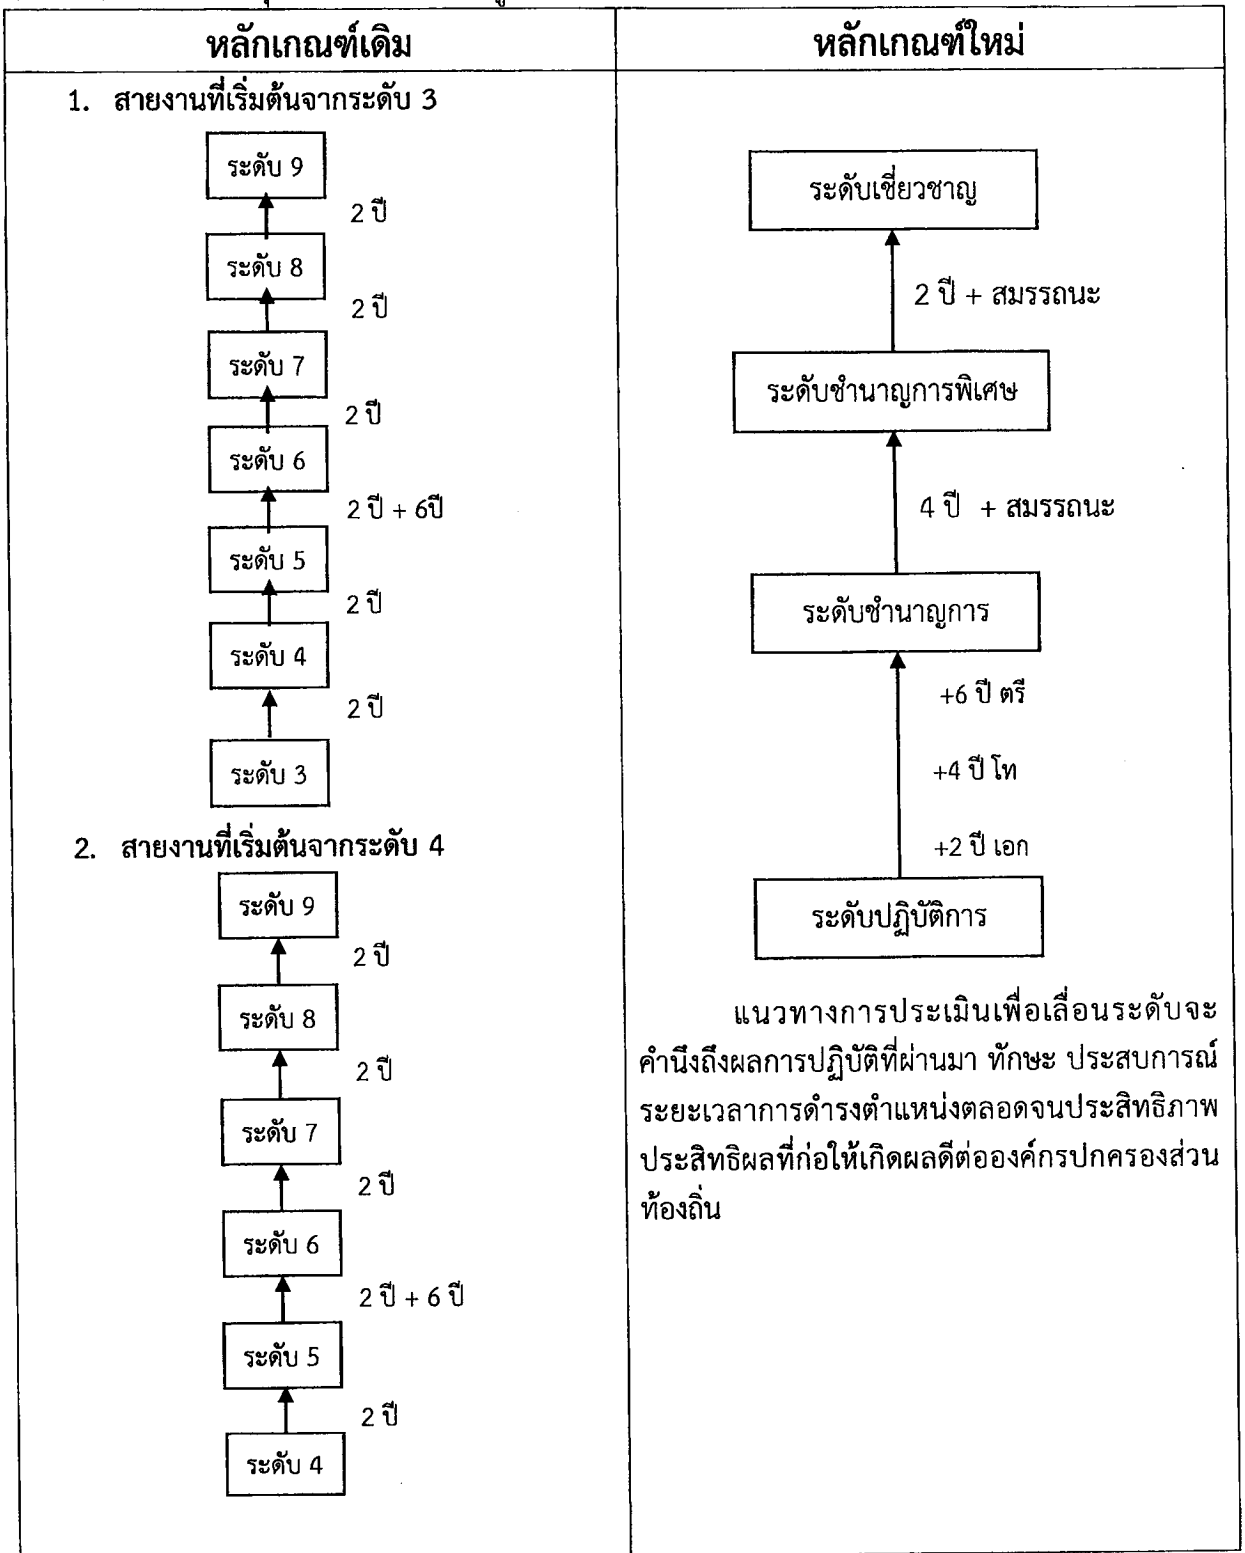 หลักเกณฑ์เดิม
หลักเกณฑ์ใหม่
1. สายงานที่เริ่มต้นจากระดับ 3
ระดับ 9
2 ปี
ระดับ 8
2 ปี
ระดับ 7
2 ปี
ระดับ 6
2 ปี + 6ปี
ระดับ 5
2 ปี
ระดับ 4
2 ปี
ระดับ 3
2. สายงานที่เริ่มต้นจากระดับ 4
ระดับ 9
2 ปี
ระดับ 8
2 ปี
ระดับ 7
2 ปี
ระดับ 6
2 ปี + 6 ปี
ระดับ 5
2 ปี
ระดับ 4
ระดับเชี่ยวชาญ
2 ปี + สมรรถนะ
ระดับชำนาญการพิเศษ
4 ปี + สมรรถนะ
ระดับชำนาญการ
+6 ปี ตรี
+4 ปี โท
+2 ปี เอก
ระดับปฏิบัติการ
แนวทางการประเมินเพื่อเลื่อนระดับจะ
คำนึงถึงผลการปฏิบัติที่ผ่านมา ทักษะ ประสบการณ์
ระยะเวลาการดำรงตำแหน่งตลอดจนประสิทธิภาพ
ประสิทธิผลที่ก่อให้เกิดผลดีต่อองค์กรปกครองส่วน
ท้องถิ่น